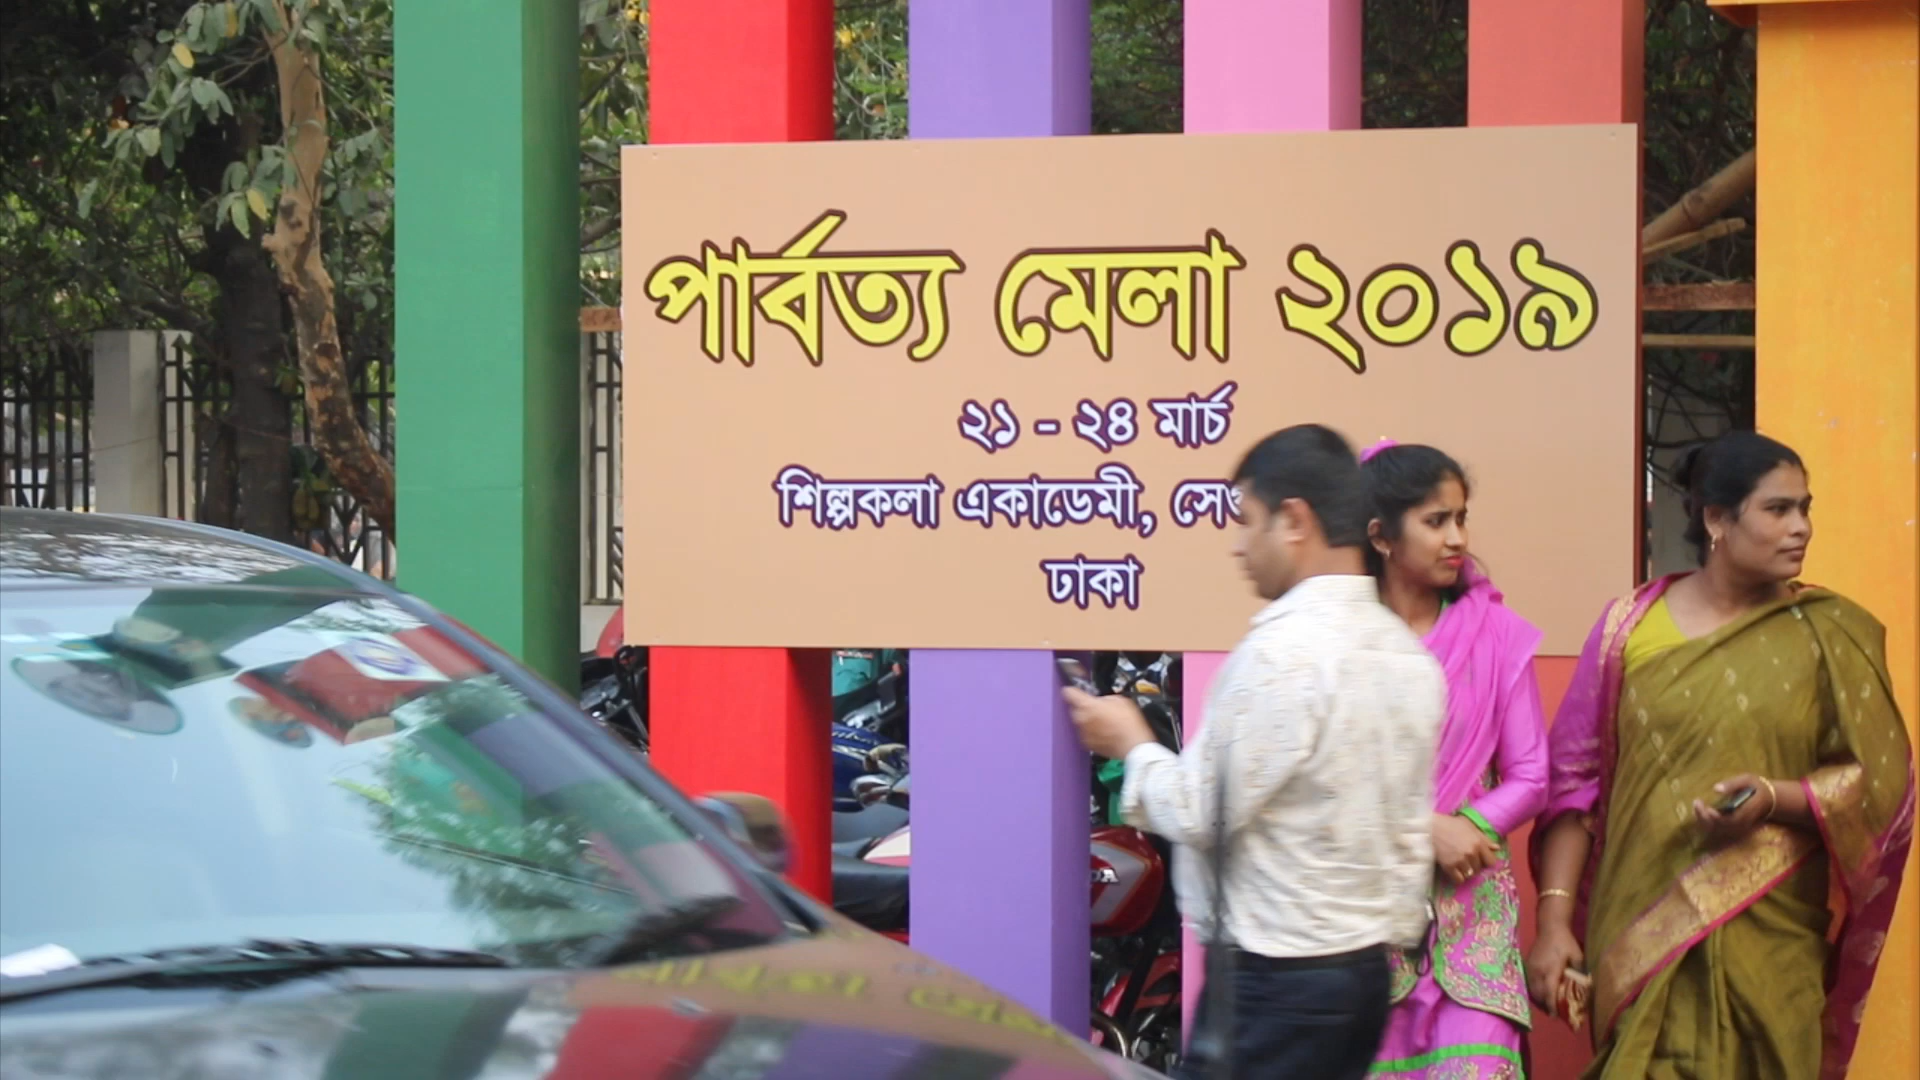 পার্বত্য মেলা ২০১৯
২১ - ২৪ মার্চ
শিল্পকলা একাডেমী,
ঢাকা